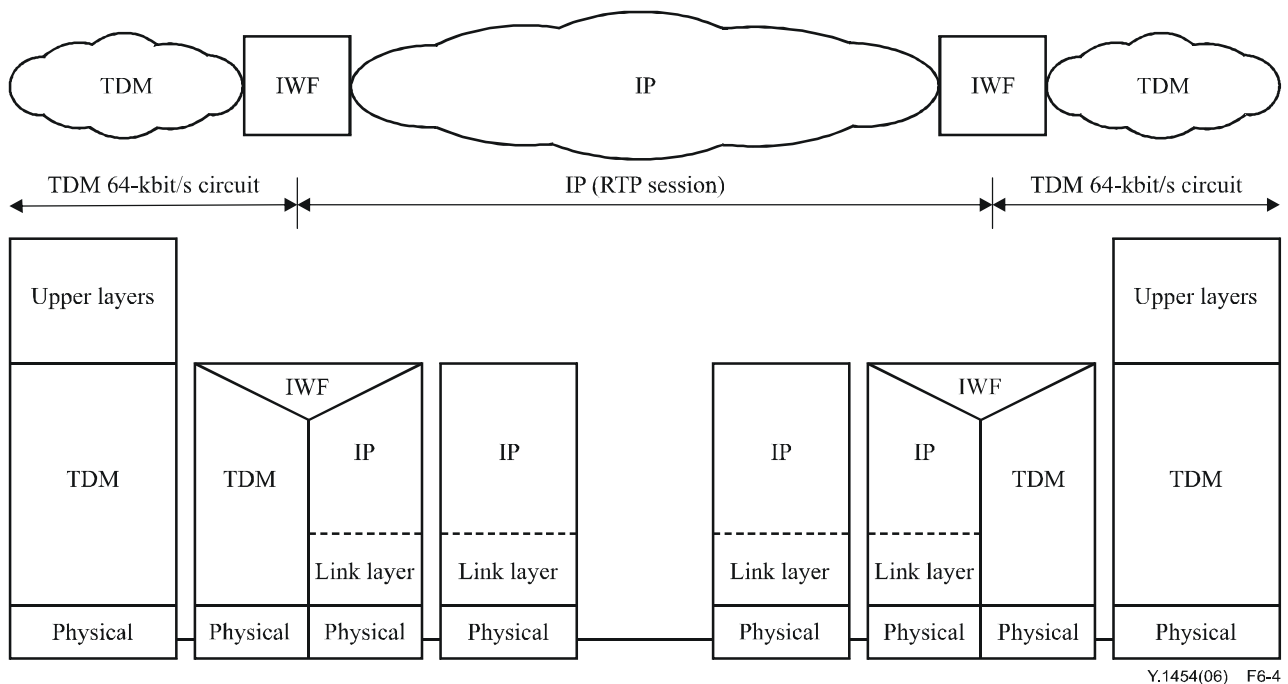 TDM
IWF
IP
IWF
TDM
TDM 64-kbit/s circuit
IP (RTP session)
TDM 64-kbit/s circuit
Upper layers
Upper layers
IWF
IWF
TDM
TDM
IP
IP
IP
IP
TDM
TDM
Link layer
Link layer
Link layer
Link layer
Physical
Physical
Physical
Physical
Physical
Physical
Physical
Physical
Y.1454(06) F6-4